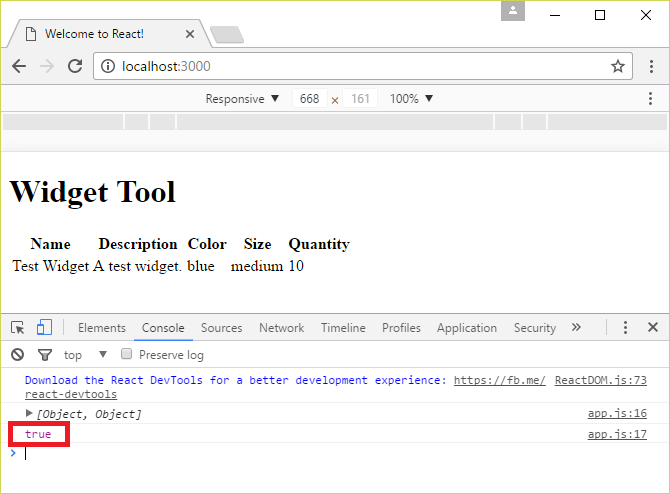 Welcome to React!
localhost:3000
Responsive ▼ 668 × 161 100% ▼
Widget Tool
Name Description Color Size Quantity
Test Widget A test widget. blue medium 10
Elements Console Sources Network Timeline Profiles Application Security »
top ▼ Preserve log
Download the React DevTools for a better development experience: https://fb.me/ ReactDOM.js:73
react-devtools
[Object, Object] app.js:16
true app.js:17